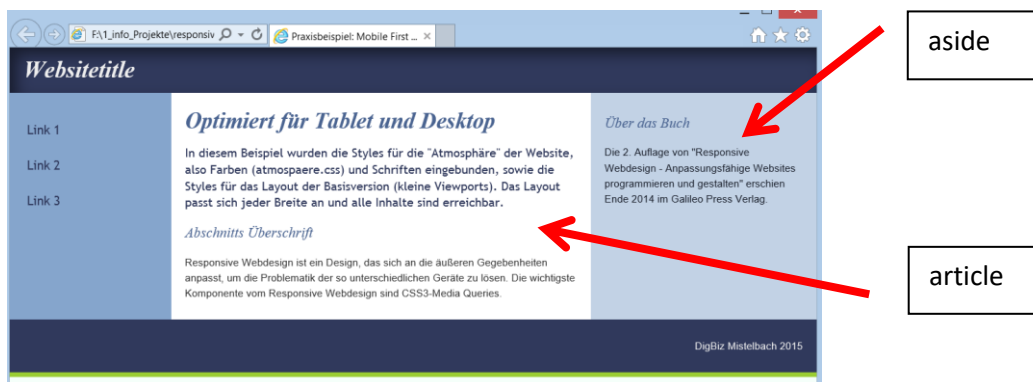 F:\1_info_Projekte\responsiv
Praxisbeispiel: Mobile First ...
Websitetitle
Link 1
Link 2
Link 3
Optimiert für Tablet und Desktop
In diesem Beispiel wurden die Styles für die "Atmosphäre" der Website,
also Farben (atmospaere.css) und Schriften eingebunden, sowie die
Styles für das Layout der Basisversion (kleine Viewports). Das Layout
passt sich jeder Breite an und alle Inhalte sind erreichbar.
Abschnitts Überschrift
Responsive Webdesign ist ein Design, das sich an die äußeren Gegebenheiten
anpasst, um die Problematik der so unterschiedlichen Geräte zu lösen. Die wichtigste
Komponente vom Responsive Webdesign sind CSS3-Media Queries.
Über das Buch
Die 2. Auflage von "Responsive
Webdesign - Anpassungsfähige Websites
programmieren und gestalten" erschien
Ende 2014 im Galileo Press Verlag.
DigBiz Mistelbach 2015
aside
article